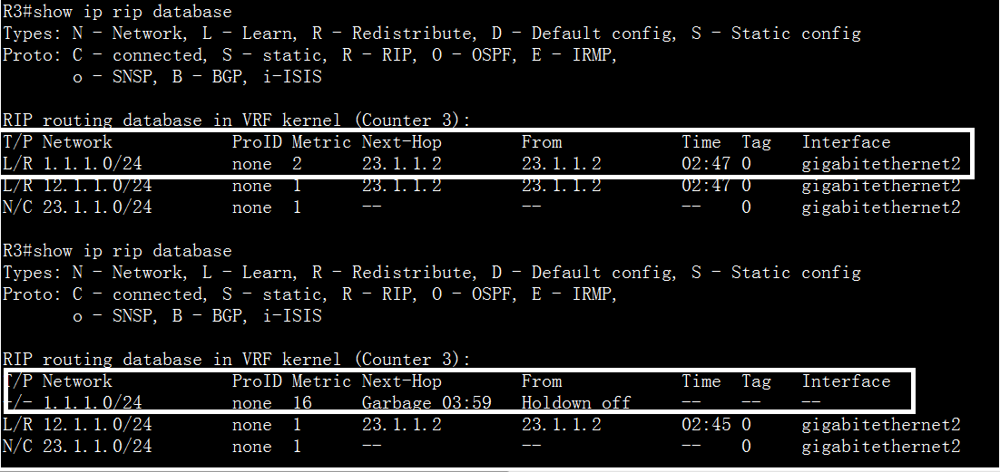 R3#show ip rip database
Types: N - Network, L - Learn, R - Redistribute, D - Default config, S - Static config
Proto: C - connected, S - static, R - RIP, O - OSPF, E - IRMP,
       o - SNSP, B - BGP, i-ISIS

RIP routing database in VRF kernel (Counter 3):
T/P Network            ProID Metric Next-Hop       From            Time  Tag   Interface
L/R 1.1.1.0/24         none  2      23.1.1.2       23.1.1.2        02:47 0     gigabitethernet2
L/R 12.1.1.0/24        none  1      23.1.1.2       23.1.1.2        02:47 0     gigabitethernet2
N/C 23.1.1.0/24        none  1      --             --              --    0     gigabitethernet2

R3#show ip rip database
Types: N - Network, L - Learn, R - Redistribute, D - Default config, S - Static config
Proto: C - connected, S - static, R - RIP, O - OSPF, E - IRMP,
       o - SNSP, B - BGP, i-ISIS

RIP routing database in VRF kernel (Counter 3):
T/P Network            ProID Metric Next-Hop       From            Time  Tag   Interface
-/- 1.1.1.0/24         none  16     Garbage 03:59  Holdown off     --    --    --
L/R 12.1.1.0/24        none  1      23.1.1.2       23.1.1.2        02:45 0     gigabitethernet2
N/C 23.1.1.0/24        none  1      --             --              --    0     gigabitethernet2